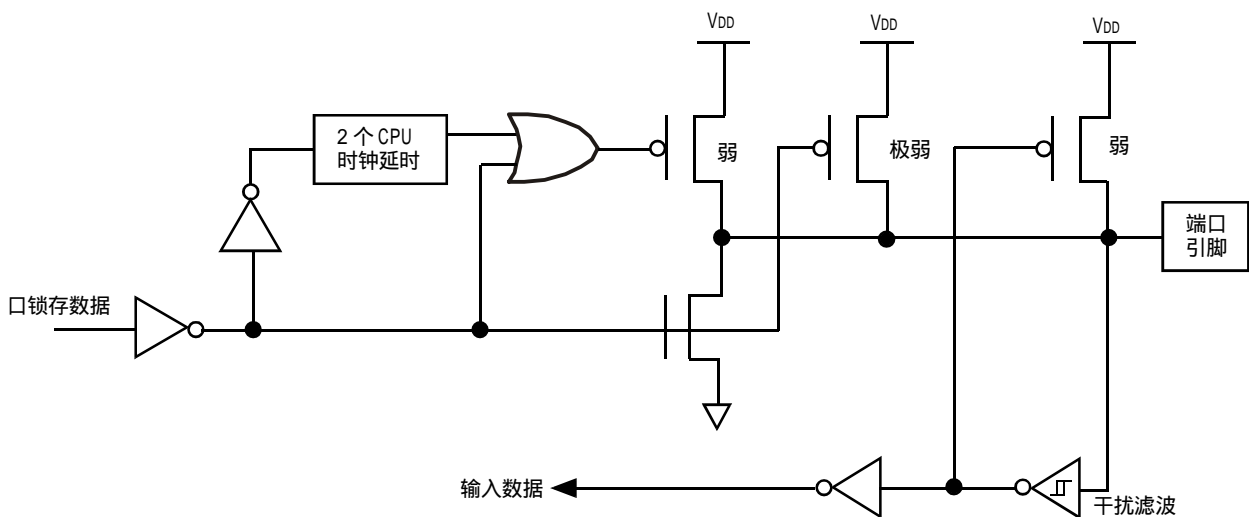 VDD
VDD
VDD
2 个 CPU
时钟延时
弱
极弱
弱
端口
引脚
口锁存数据
输入数据
干扰滤波